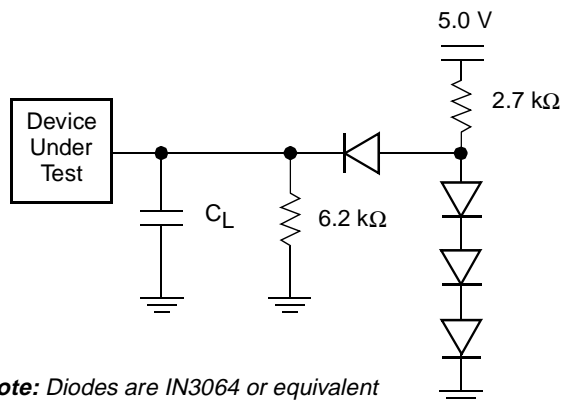 5.0 V
2.7 kΩ
Device
Under
Test
C_L
6.2 kΩ
ote: Diodes are IN3064 or equivalent